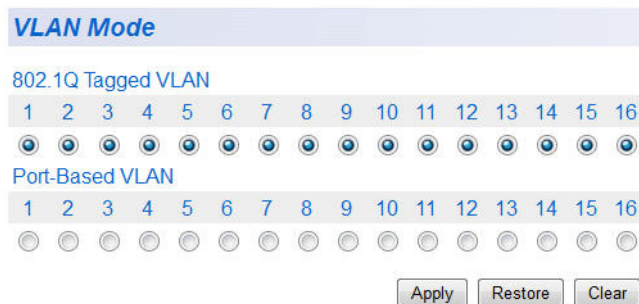 VLAN Mode
802.1Q Tagged VLAN
1 2 3 4 5 6 7 8 9 10 11 12 13 14 15 16
Port-Based VLAN
1 2 3 4 5 6 7 8 9 10 11 12 13 14 15 16
Apply Restore Clear